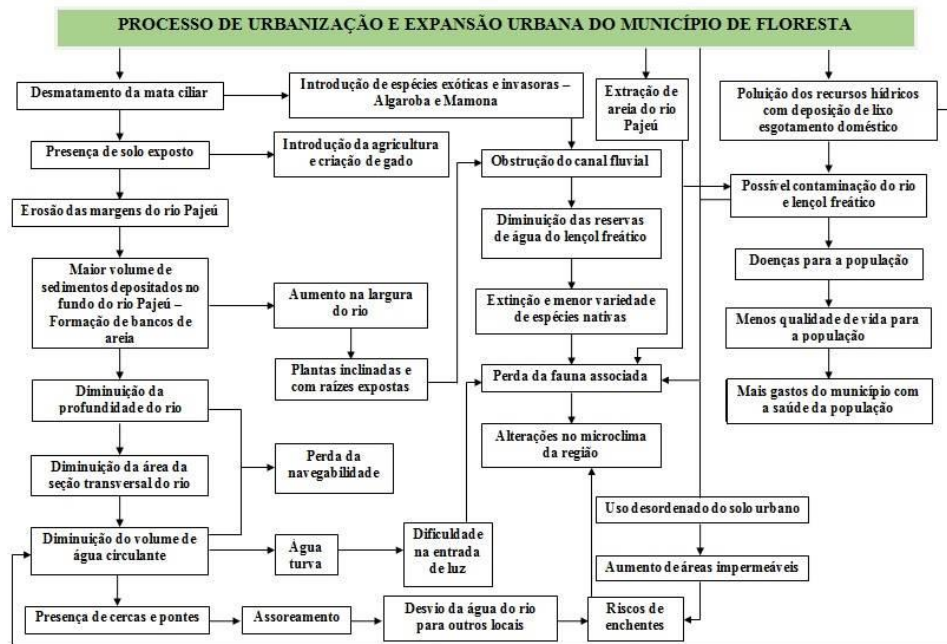 PROCESSO DE URBANIZAÇÃO E EXPANSÃO URBANA DO MUNICÍPIO DE FLORESTA
Desmatamento da mata ciliar
Introdução de espécies exóticas e invasoras –
Algaroba e Mamona
Extração de
areia do rio
Pajeú
Poluição dos recursos hídricos
com deposição de lixo
esgotamento doméstico
Presença de solo exposto
Introdução da agricultura
e criação de gado
Obstrução do canal fluvial
Possível contaminação do rio
e lençol freático
Erosão das margens do rio Pajeú
Diminuição das reservas
de água do lençol freático
Doenças para a população
Maior volume de
sedimentos depositados no
fundo do rio Pajeú –
Formação de bancos de
areia
Aumento na largura
do rio
Extinção e menor variedade
de espécies nativas
Menos qualidade de vida para
a população
Plantas inclinadas e
com raízes expostas
Perda da fauna associada
Mais gastos do município com
a saúde da população
Diminuição da
profundidade do rio
Alterações no microclima
da região
Perda da
navegabilidade
Diminuição da área da
seção transversal do rio
Uso desordenado do solo urbano
Diminuição do volume de
água circulante
Água
turva
Dificuldade
na entrada
de luz
Aumento de áreas impermeáveis
Presença de cercas e pontes
Assoreamento
Desvio da água do rio
para outros locais
Riscos de
enchentes